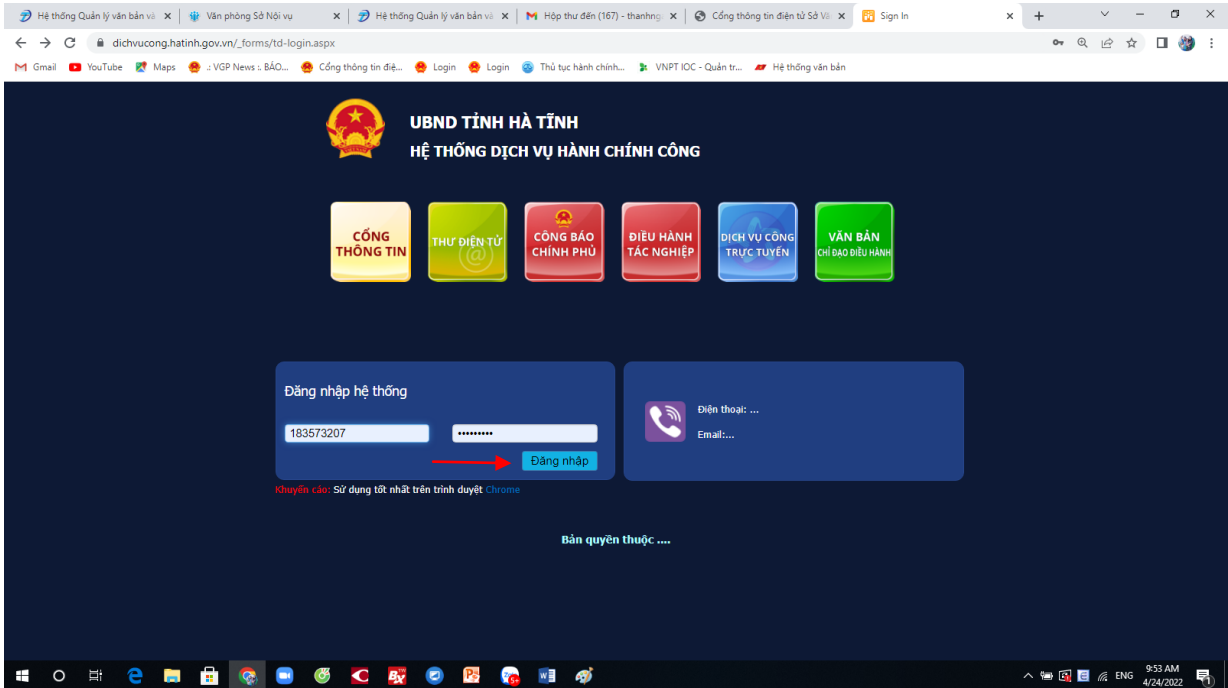 Hệ thống Quản lý văn bản và
Văn phòng Sở Nội vụ
Hệ thống Quản lý văn bản và
Hộp thư đến (167) - thanhng
Cổng thông tin điện tử Sở Vă
Sign In
dichvucong.hatinh.gov.vn/_forms/td-login.aspx
Gmail
YouTube
Maps
.: VGP News :. BÁO...
Cổng thông tin điệ...
Login
Login
Thủ tục hành chính...
VNPT IOC - Quản tr...
Hệ thống văn bản
UBND TỈNH HÀ TĨNH
HỆ THỐNG DỊCH VỤ HÀNH CHÍNH CÔNG
CỔNG
THÔNG TIN
THƯ ĐIỆN TỬ
CÔNG BÁO
CHÍNH PHỦ
ĐIỀU HÀNH
TÁC NGHIỆP
DỊCH VỤ CÔNG
TRỰC TUYẾN
VĂN BẢN
CHỈ ĐẠO ĐIỀU HÀNH
Đăng nhập hệ thống
183573207
•••••••••
Đăng nhập
Điện thoại: ...
Email:...
Khuyến cáo: Sử dụng tốt nhất trên trình duyệt Chrome
Bản quyền thuộc ....
ENG
9:53 AM
4/24/2022